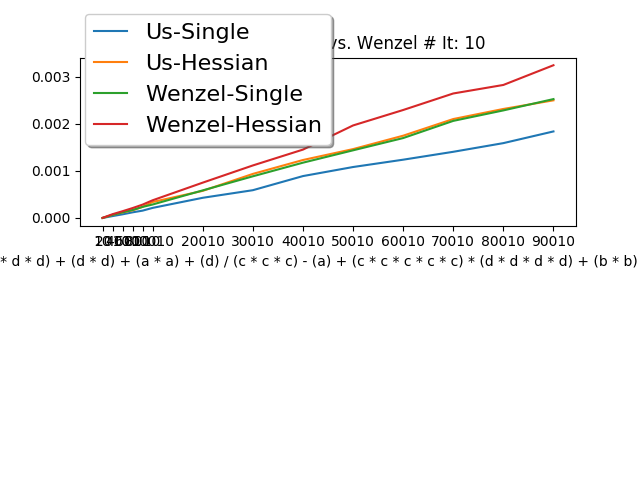 vs. Wenzel # It: 10
Us-Single
Us-Hessian
Wenzel-Single
Wenzel-Hessian
0.003
0.002
0.001
0.000
20010 30010 40010 50010 60010 70010 80010 90010
* d * d) + (d * d) + (a * a) + (d) / (c * c * c) - (a) + (c * c * c * c * c) * (d * d * d * d) + (b * b)